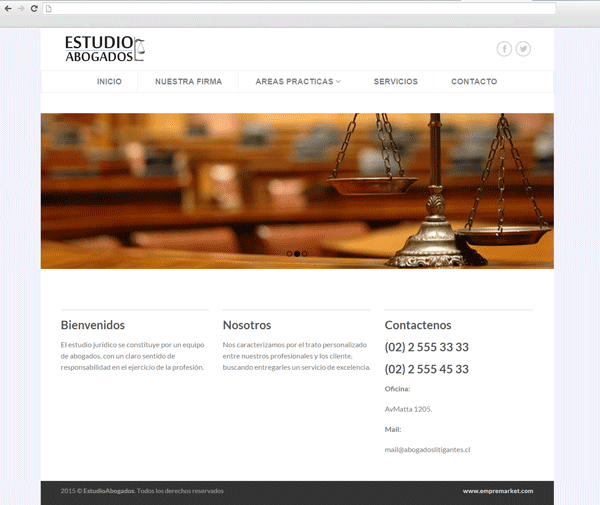 ESTUDIO
ABOGADOS
INICIO NUESTRA FIRMA AREAS PRACTICAS SERVICIOS CONTACTO
Bienvenidos
El estudio jurídico se constituye por un equipo
de abogados, con un claro sentido de
responsabilidad en el ejercicio de la profesión.
Nosotros
Nos caracterizamos por el trato personalizado
entre nuestros profesionales y los cliente,
buscando entregarles un servicio de excelencia.
Contactenos
(02) 2 555 33 33
(02) 2 555 45 33
Oficina:
AvMatta 1205.
Mail:
mail@abogadoslitigantes.cl
2015 © EstudioAbogados. Todos los derechos reservados
www.empremarket.com